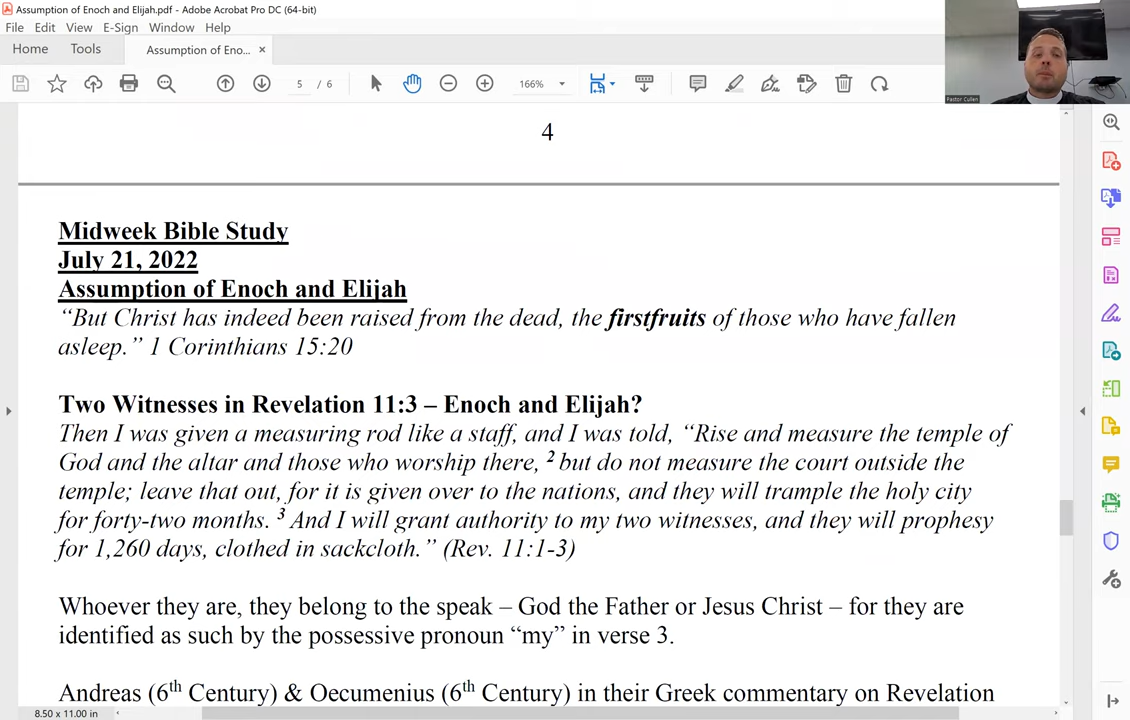 Assumption of Enoch and Elijah.pdf - Adobe Acrobat Pro DC (64-bit)
File Edit View E-Sign Window Help
Home Tools Assumption of Eno... ×
5 / 6 166%
Pastor Cullen
4
Midweek Bible Study
July 21, 2022
Assumption of Enoch and Elijah
“But Christ has indeed been raised from the dead, the firstfruits of those who have fallen
asleep.” 1 Corinthians 15:20
Two Witnesses in Revelation 11:3 – Enoch and Elijah?
Then I was given a measuring rod like a staff, and I was told, “Rise and measure the temple of
God and the altar and those who worship there, 2 but do not measure the court outside the
temple; leave that out, for it is given over to the nations, and they will trample the holy city
for forty-two months. 3 And I will grant authority to my two witnesses, and they will prophesy
for 1,260 days, clothed in sackcloth.” (Rev. 11:1-3)
Whoever they are, they belong to the speak – God the Father or Jesus Christ – for they are
identified as such by the possessive pronoun “my” in verse 3.
Andreas (6th Century) & Oecumenius (6th Century) in their Greek commentary on Revelation
8.50 x 11.00 in